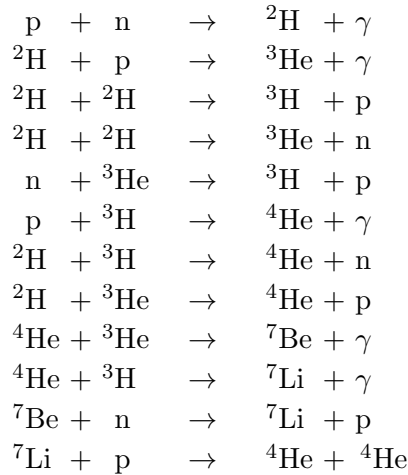 p + n → ²H + γ
²H + p → ³He + γ
²H + ²H → ³H + p
²H + ²H → ³He + n
n + ³He → ³H + p
p + ³H → ⁴He + γ
²H + ³H → ⁴He + n
²H + ³He → ⁴He + p
⁴He + ³He → ⁷Be + γ
⁴He + ³H → ⁷Li + γ
⁷Be + n → ⁷Li + p
⁷Li + p → ⁴He + ⁴He